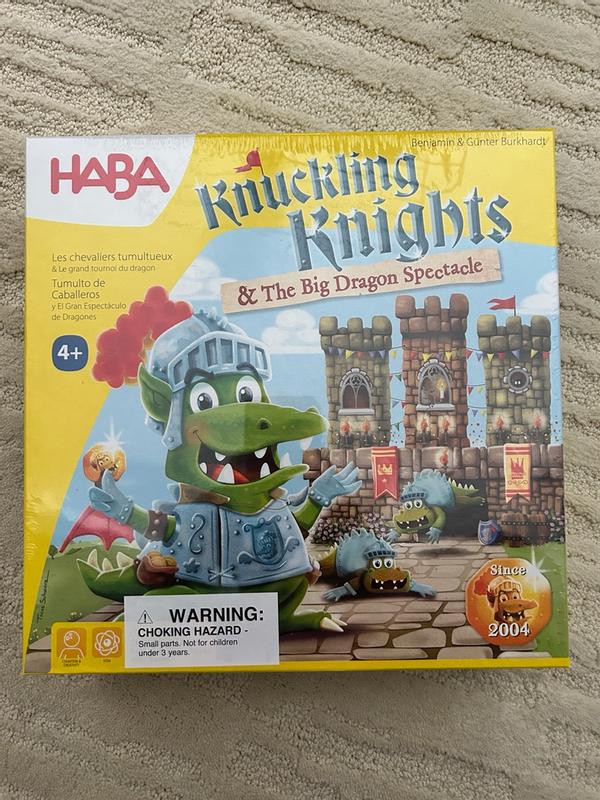 Benjamin & Günter Burkhardt
HABA
Knuckling
Knights
& The Big Dragon Spectacle
Les chevaliers tumultueux
& Le grand tournoi du dragon
Tumulto de
Caballeros
y El Gran Espectáculo
de Dragones
4+
Since
2004
WARNING:
CHOKING HAZARD -
Small parts. Not for children
under 3 years.